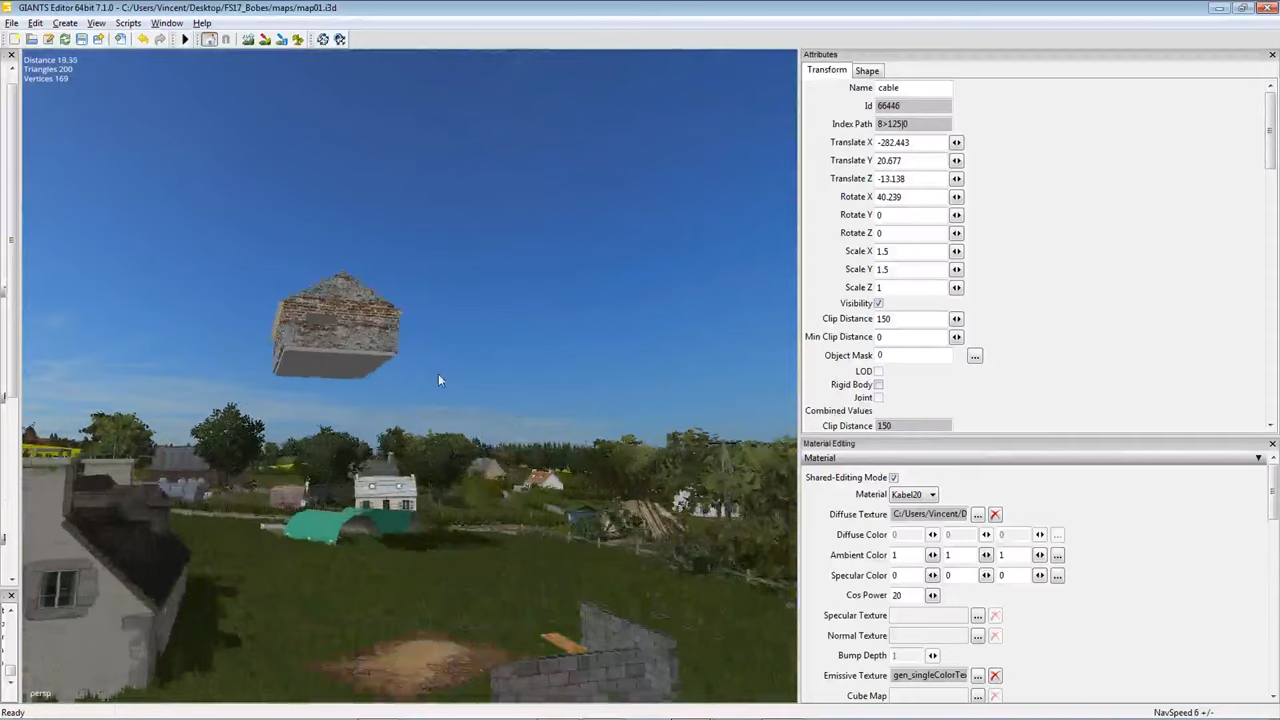 GIANTS Editor 64bit 7.1.0 - C:/Users/Vincent/Desktop/FS17_Bobes/maps/map01.i3d
File Edit Create View Scripts Window Help
Distance 19.35
Triangles 200
Vertices 169
persp
Attributes
Transform Shape
Name cable
Id 66446
Index Path 8>125|0
Translate X -282.443
Translate Y 20.677
Translate Z -13.138
Rotate X 40.239
Rotate Y 0
Rotate Z 0
Scale X 1.5
Scale Y 1.5
Scale Z 1
Visibility
Clip Distance 150
Min Clip Distance 0
Object Mask 0 ...
LOD
Rigid Body
Joint
Combined Values
Clip Distance 150
Material Editing
Material
Shared-Editing Mode
Material Kabel20
Diffuse Texture C:/Users/Vincent/D ...
Diffuse Color 0 0 0 ...
Ambient Color 1 1 1 ...
Specular Color 0 0 0 ...
Cos Power 20
Specular Texture ...
Normal Texture ...
Bump Depth 1
Emissive Texture gen_singleColorTe ...
Cube Map ...
Ready NavSpeed 6 +/-